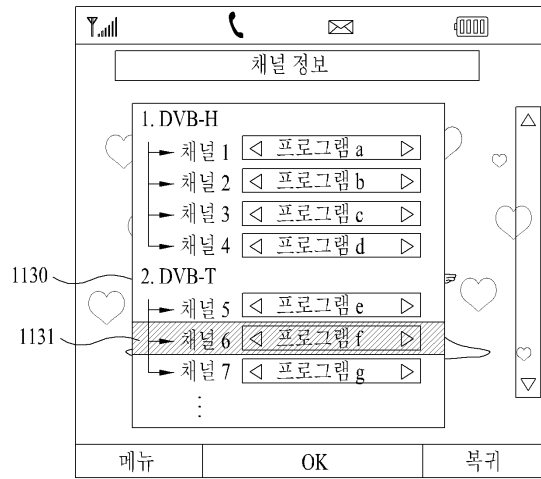 채널 정보
1. DVB-H
채널 1 프로그램 a
채널 2 프로그램 b
채널 3 프로그램 c
채널 4 프로그램 d
1130
2. DVB-T
채널 5 프로그램 e
1131 채널 6 프로그램 f
채널 7 프로그램 g
메뉴 OK 복귀